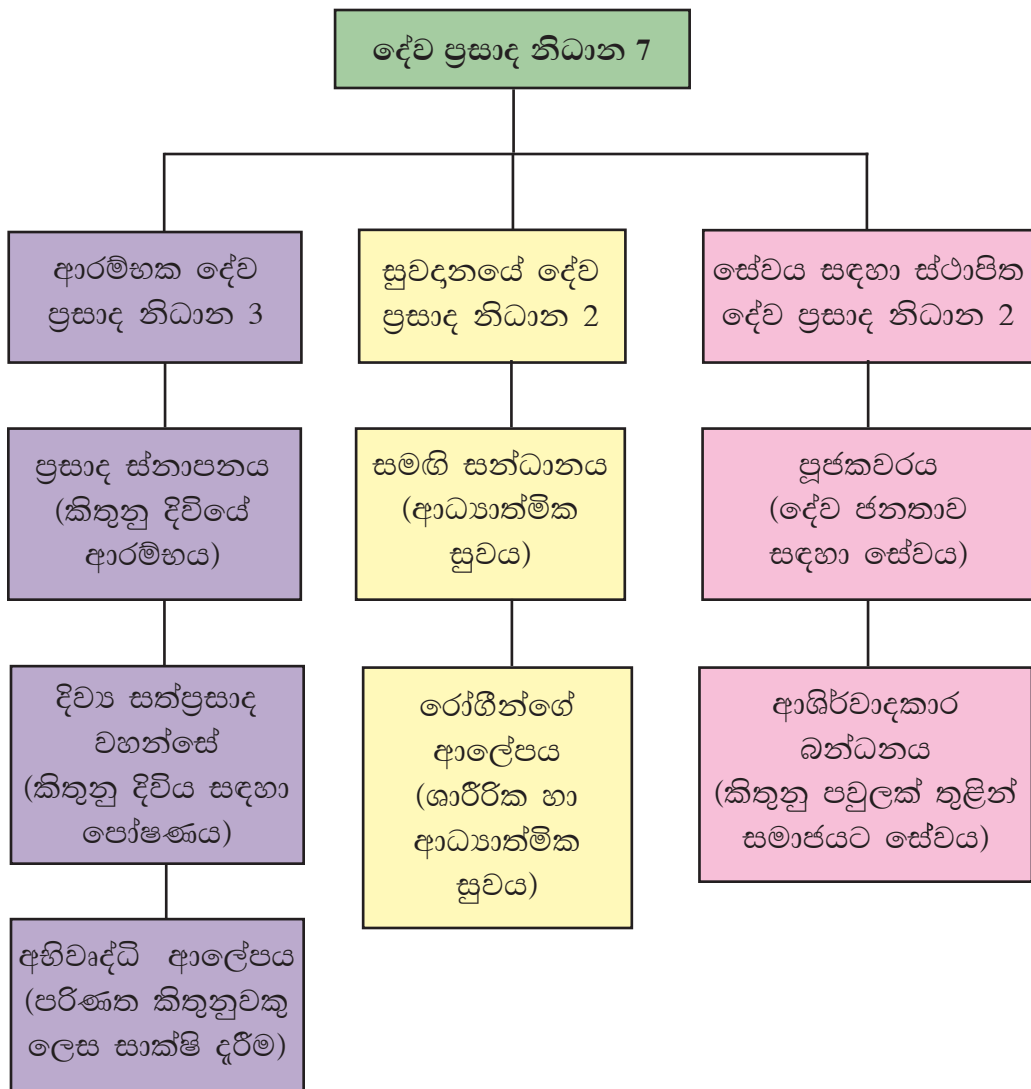 දේව ප්‍රසාද නිධාන 7
ආරම්භක දේව
ප්‍රසාද නිධාන 3
ප්‍රසාද ස්නාපනය
(කිතුනු දිවියේ
ආරම්භය)
දිව්‍ය සත්ප්‍රසාද
වහන්සේ
(කිතුනු දිවිය සඳහා
පෝෂණය)
අභිවෘද්ධි ආලේපය
(පරිණත කිතුනුවකු
ලෙස සාක්ෂි දැරීම)
සුවදානයේ දේව
ප්‍රසාද නිධාන 2
සමඟි සන්ධානය
(ආධ්‍යාත්මික
සුවය)
රෝගීන්ගේ
ආලේපය
(ශාරීරික හා
ආධ්‍යාත්මික
සුවය)
සේවය සඳහා ස්ථාපිත
දේව ප්‍රසාද නිධාන 2
පූජකවරය
(දේව ජනතාව
සඳහා සේවය)
ආශිර්වාදකාර
බන්ධනය
(කිතුනු පවුලක් තුළින්
සමාජයට සේවය)